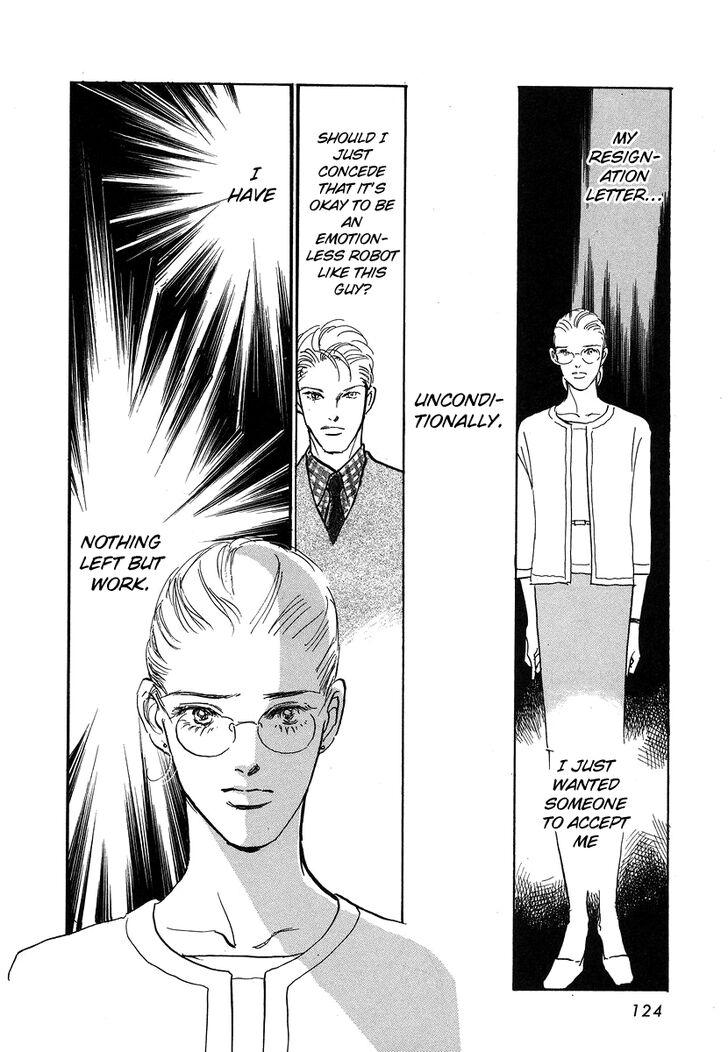 MY
RESIGN-
ATION
LETTER...
I JUST
WANTED
SOMEONE
TO ACCEPT
ME
UNCONDI-
TIONALLY.
SHOULD I
JUST
CONCEDE
THAT IT'S
OKAY TO BE
AN
EMOTION-
LESS ROBOT
LIKE THIS
GUY?
I
HAVE
NOTHING
LEFT BUT
WORK.
124